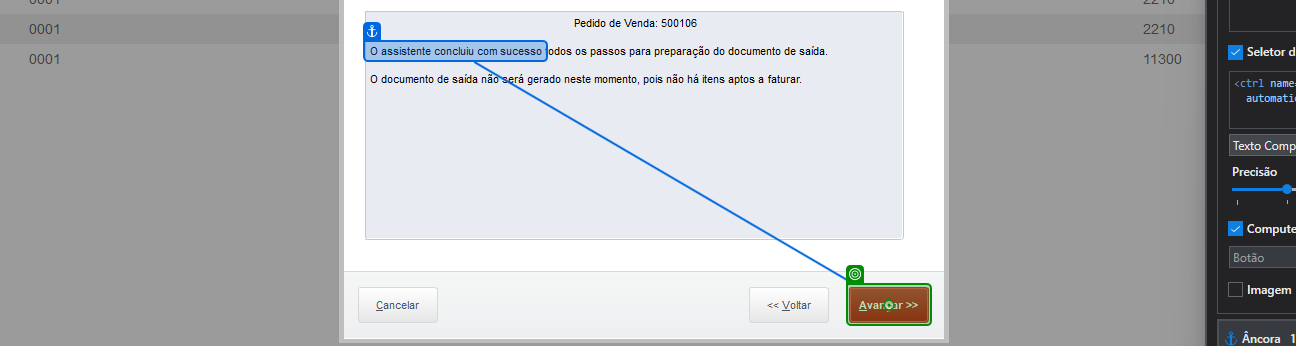 0001
2210
Pedido de Venda: 500106
0001
2210
O assistente concluiu com sucesso todos os passos para preparação do documento de saída.
0001
11300
O documento de saída não será gerado neste momento, pois não há itens aptos a faturar.
Cancelar
<< Voltar
Avançar >>
Seletor d
<ctrl name=
automatic
Texto Comp
Precisão
Compute
Botão
Imagem
Âncora 1